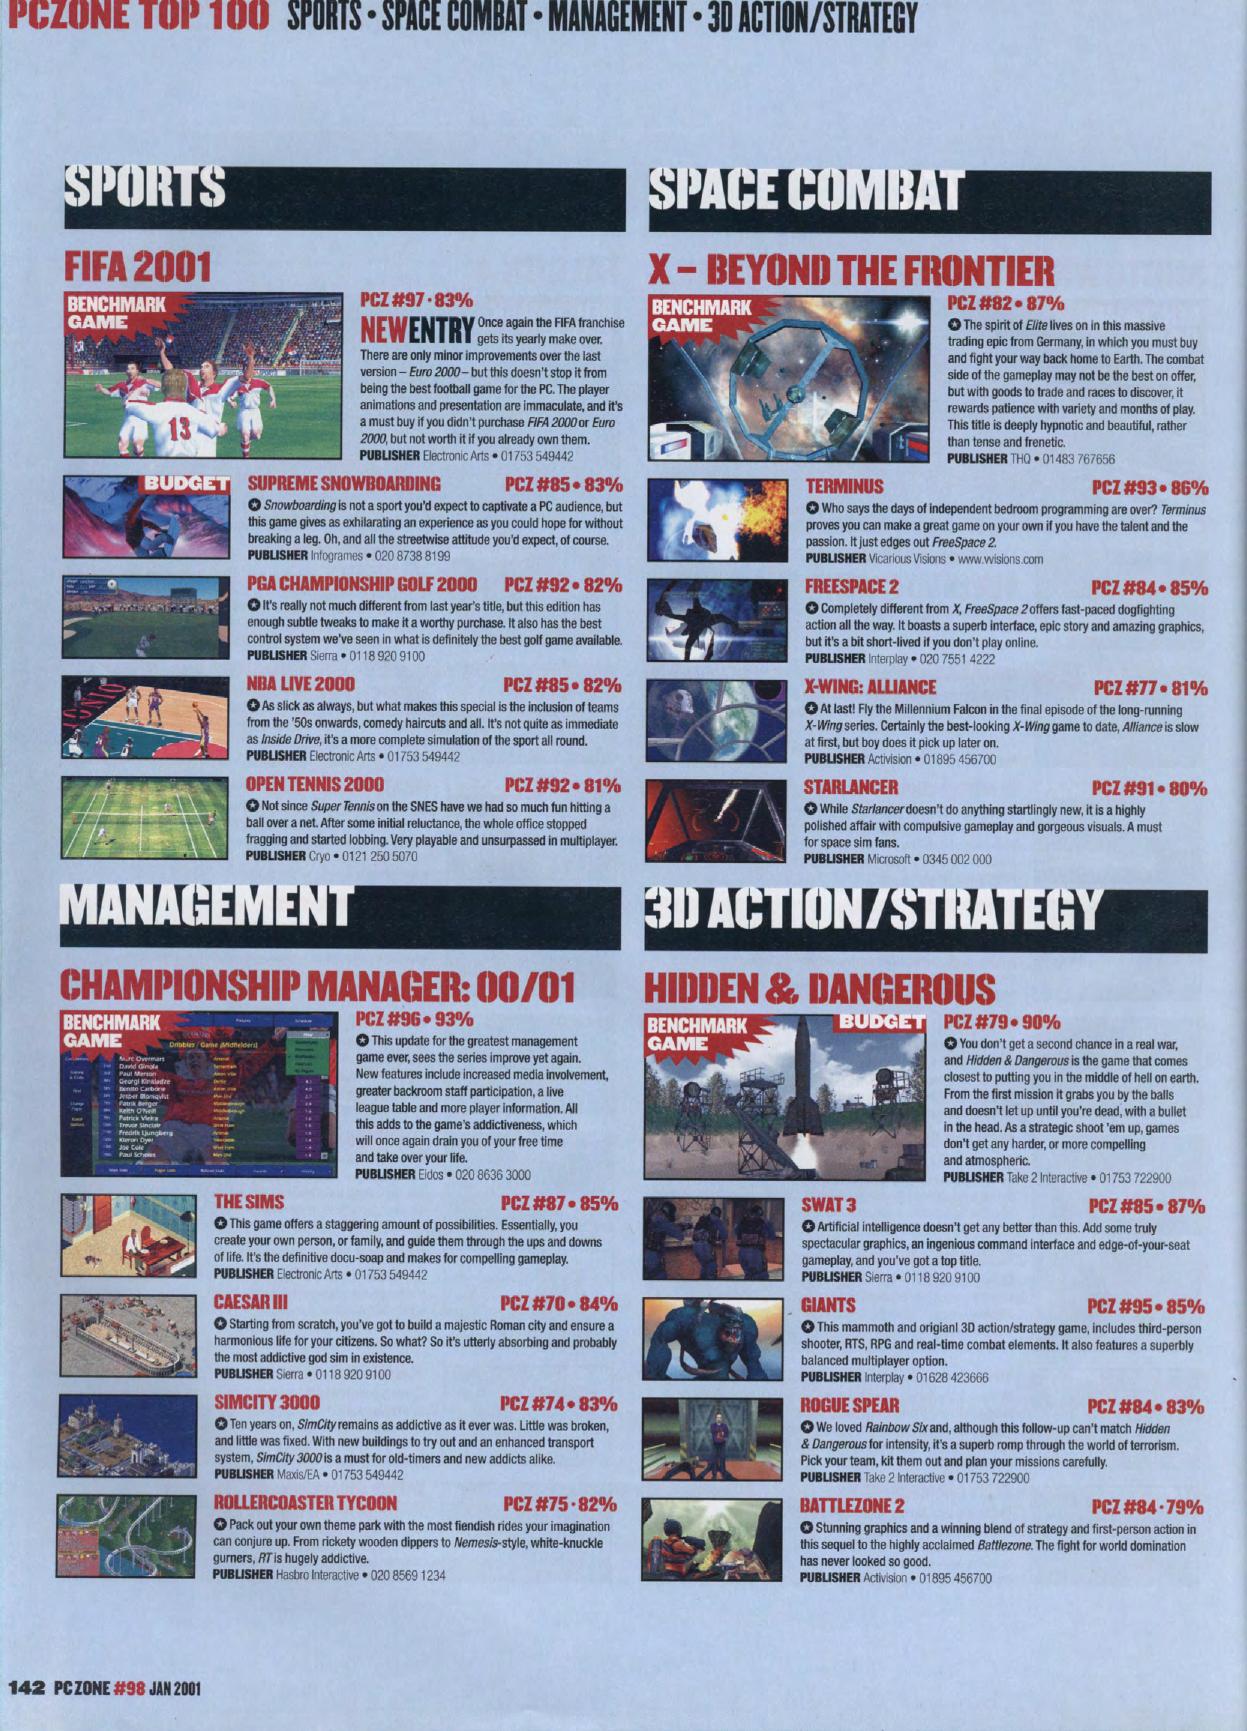 PCZONE TOP 100 SPORTS • SPACE COMBAT • MANAGEMENT • 3D ACTION/STRATEGY
SPORTS
FIFA 2001
BENCHMARK
GAME
PCZ #97 • 83%
NEW ENTRY Once again the FIFA franchise
gets its yearly make over.
There are only minor improvements over the last
version – Euro 2000 – but this doesn't stop it from
being the best football game for the PC. The player
animations and presentation are immaculate, and it's
a must buy if you didn't purchase FIFA 2000 or Euro
2000, but not worth it if you already own them.
PUBLISHER Electronic Arts • 01753 549442
13
BUDGET
SUPREME SNOWBOARDING PCZ #85 • 83%
Snowboarding is not a sport you'd expect to captivate a PC audience, but
this game gives as exhilarating an experience as you could hope for without
breaking a leg. Oh, and all the streetwise attitude you'd expect, of course.
PUBLISHER Infogrames • 020 8738 8199
PGA CHAMPIONSHIP GOLF 2000 PCZ #92 • 82%
It's really not much different from last year's title, but this edition has
enough subtle tweaks to make it a worthy purchase. It also has the best
control system we've seen in what is definitely the best golf game available.
PUBLISHER Sierra • 0118 920 9100
NBA LIVE 2000 PCZ #85 • 82%
As slick as always, but what makes this special is the inclusion of teams
from the '50s onwards, comedy haircuts and all. It's not quite as immediate
as Inside Drive, it's a more complete simulation of the sport all round.
PUBLISHER Electronic Arts • 01753 549442
OPEN TENNIS 2000 PCZ #92 • 81%
Not since Super Tennis on the SNES have we had so much fun hitting a
ball over a net. After some initial reluctance, the whole office stopped
fragging and started lobbing. Very playable and unsurpassed in multiplayer.
PUBLISHER Cryo • 0121 250 5070
SPACE COMBAT
X – BEYOND THE FRONTIER
BENCHMARK
GAME
PCZ #82 • 87%
The spirit of Elite lives on in this massive
trading epic from Germany, in which you must buy
and fight your way back home to Earth. The combat
side of the gameplay may not be the best on offer,
but with goods to trade and races to discover, it
rewards patience with variety and months of play.
This title is deeply hypnotic and beautiful, rather
than tense and frenetic.
PUBLISHER THQ • 01483 767656
TERMINUS PCZ #93 • 86%
Who says the days of independent bedroom programming are over? Terminus
proves you can make a great game on your own if you have the talent and the
passion. It just edges out FreeSpace 2.
PUBLISHER Vicarious Visions • www.vvisions.com
FREESPACE 2 PCZ #84 • 85%
Completely different from X, FreeSpace 2 offers fast-paced dogfighting
action all the way. It boasts a superb interface, epic story and amazing graphics,
but it's a bit short-lived if you don't play online.
PUBLISHER Interplay • 020 7551 4222
X-WING: ALLIANCE PCZ #77 • 81%
At last! Fly the Millennium Falcon in the final episode of the long-running
X-Wing series. Certainly the best-looking X-Wing game to date, Alliance is slow
at first, but boy does it pick up later on.
PUBLISHER Activision • 01895 456700
STARLANCER PCZ #91 • 80%
While Starlancer doesn't do anything startlingly new, it is a highly
polished affair with compulsive gameplay and gorgeous visuals. A must
for space sim fans.
PUBLISHER Microsoft • 0345 002 000
MANAGEMENT
CHAMPIONSHIP MANAGER: 00/01
BENCHMARK
GAME
Dribbles / Game (Midfielders)
Marc Overmars
David Ginola
Paul Merson
Georgi Kinkladze
Benito Carbone
Jesper Blomqvist
Patrik Berger
Keith O'Neill
Patrick Vieira
Trevor Sinclair
Fredrik Ljungberg
Kieron Dyer
Joe Cole
Paul Scholes
PCZ #96 • 93%
This update for the greatest management
game ever, sees the series improve yet again.
New features include increased media involvement,
greater backroom staff participation, a live
league table and more player information. All
this adds to the game's addictiveness, which
will once again drain you of your free time
and take over your life.
PUBLISHER Eidos • 020 8636 3000
THE SIMS PCZ #87 • 85%
This game offers a staggering amount of possibilities. Essentially, you
create your own person, or family, and guide them through the ups and downs
of life. It's the definitive docu-soap and makes for compelling gameplay.
PUBLISHER Electronic Arts • 01753 549442
CAESAR III PCZ #70 • 84%
Starting from scratch, you've got to build a majestic Roman city and ensure a
harmonious life for your citizens. So what? So it's utterly absorbing and probably
the most addictive god sim in existence.
PUBLISHER Sierra • 0118 920 9100
SIMCITY 3000 PCZ #74 • 83%
Ten years on, SimCity remains as addictive as it ever was. Little was broken,
and little was fixed. With new buildings to try out and an enhanced transport
system, SimCity 3000 is a must for old-timers and new addicts alike.
PUBLISHER Maxis/EA • 01753 549442
ROLLERCOASTER TYCOON PCZ #75 • 82%
Pack out your own theme park with the most fiendish rides your imagination
can conjure up. From rickety wooden dippers to Nemesis-style, white-knuckle
gurners, RT is hugely addictive.
PUBLISHER Hasbro Interactive • 020 8569 1234
3D ACTION/STRATEGY
HIDDEN & DANGEROUS
BENCHMARK
GAME
BUDGET
PCZ #79 • 90%
You don't get a second chance in a real war,
and Hidden & Dangerous is the game that comes
closest to putting you in the middle of hell on earth.
From the first mission it grabs you by the balls
and doesn't let up until you're dead, with a bullet
in the head. As a strategic shoot 'em up, games
don't get any harder, or more compelling
and atmospheric.
PUBLISHER Take 2 Interactive • 01753 722900
SWAT 3 PCZ #85 • 87%
Artificial intelligence doesn't get any better than this. Add some truly
spectacular graphics, an ingenious command interface and edge-of-your-seat
gameplay, and you've got a top title.
PUBLISHER Sierra • 0118 920 9100
GIANTS PCZ #95 • 85%
This mammoth and origianl 3D action/strategy game, includes third-person
shooter, RTS, RPG and real-time combat elements. It also features a superbly
balanced multiplayer option.
PUBLISHER Interplay • 01628 423666
ROGUE SPEAR PCZ #84 • 83%
We loved Rainbow Six and, although this follow-up can't match Hidden
& Dangerous for intensity, it's a superb romp through the world of terrorism.
Pick your team, kit them out and plan your missions carefully.
PUBLISHER Take 2 Interactive • 01753 722900
BATTLEZONE 2 PCZ #84 • 79%
Stunning graphics and a winning blend of strategy and first-person action in
this sequel to the highly acclaimed Battlezone. The fight for world domination
has never looked so good.
PUBLISHER Activision • 01895 456700
142 PCZONE #98 JAN 2001